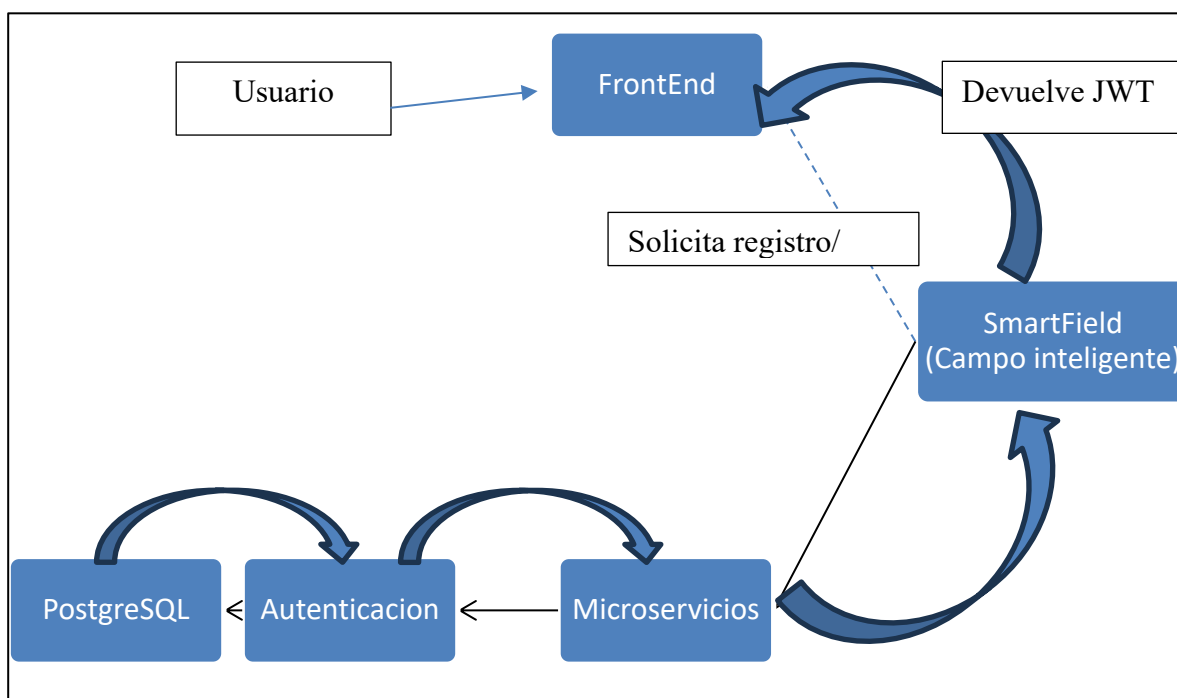 Usuario
FrontEnd
Devuelve JWT
Solicita registro/
SmartField
(Campo inteligente)
PostgreSQL
Autenticacion
Microservicios